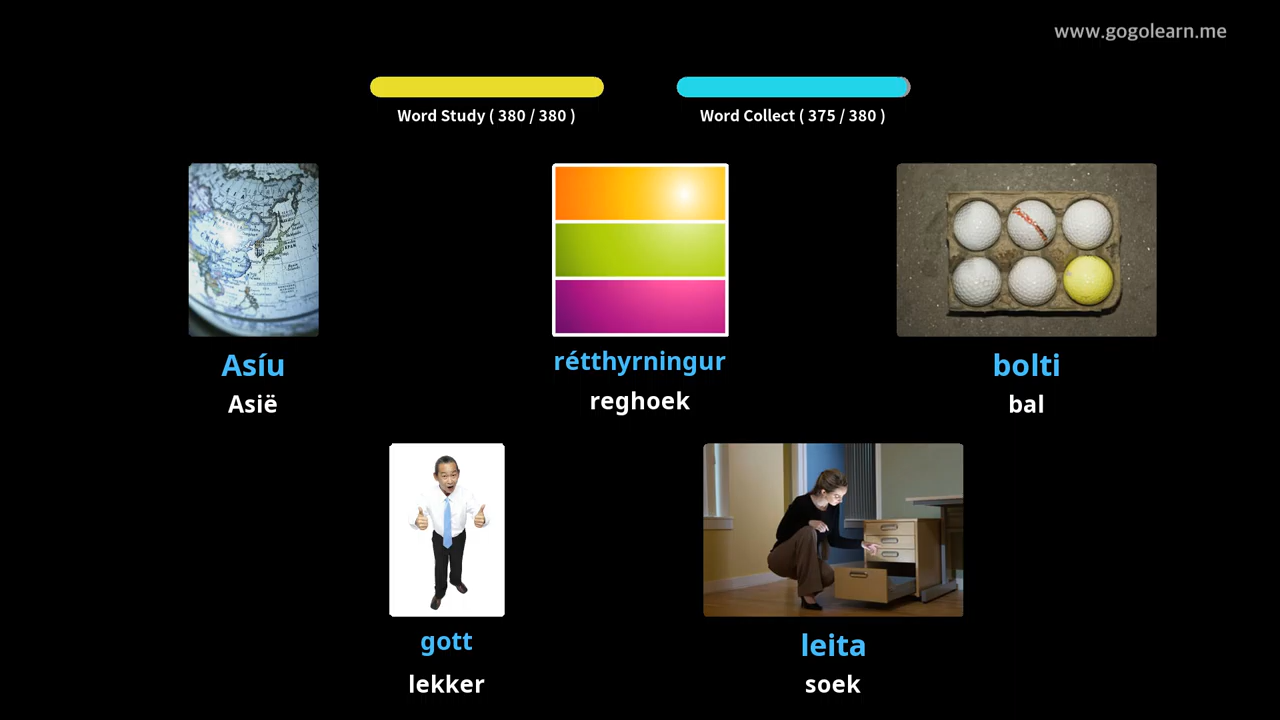 www.gogolearn.me
Word Study ( 380 / 380 )
Word Collect ( 375 / 380 )
Asíu
Asië
rétthyrningur
reghoek
bolti
bal
gott
lekker
leita
soek